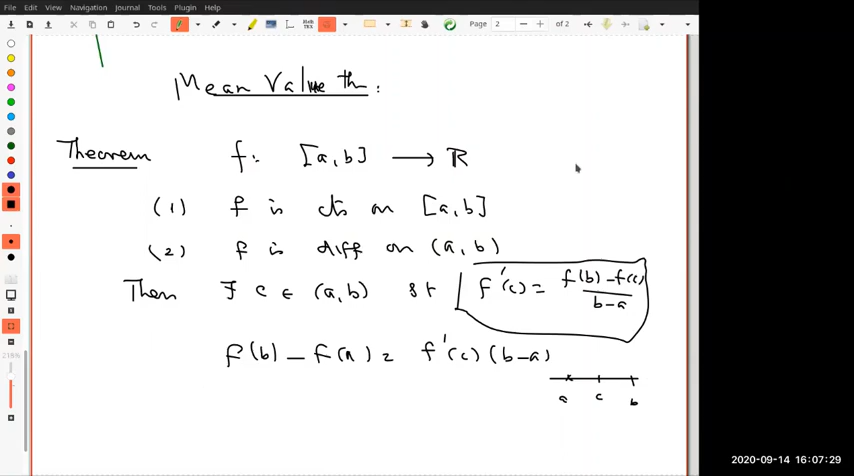 File Edit View Navigation Journal Tools Plugin Help
Page 2 of 2
218%
Mean Value th:
Theorem f: [a,b] → ℝ
(1) f is cts on [a,b]
(2) f is diff on (a,b)
Then ∃ c ∈ (a,b) st f'(c) = f(b) – f(c) / b–a
f(b) – f(a) = f'(c) (b–a)
a c b
2020-09-14 16:07:29